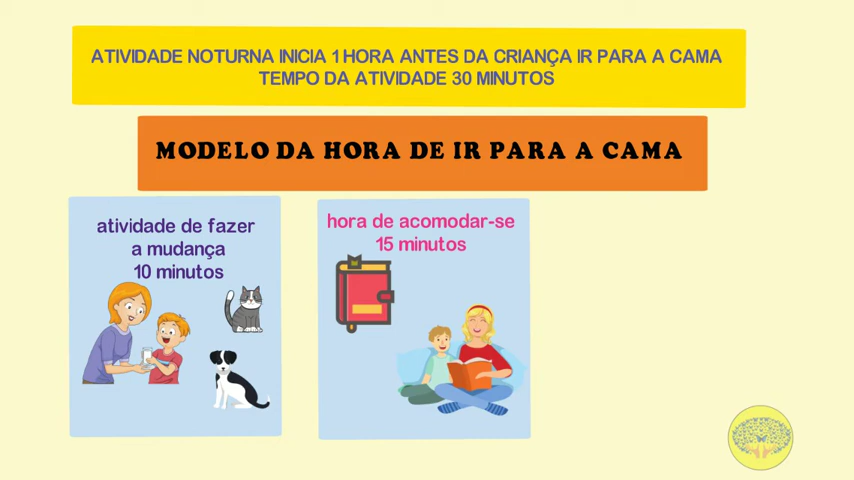 ATIVIDADE NOTURNA INICIA 1 HORA ANTES DA CRIANÇA IR PARA A CAMA
TEMPO DA ATIVIDADE 30 MINUTOS
MODELO DA HORA DE IR PARA A CAMA
atividade de fazer
a mudança
10 minutos
hora de acomodar-se
15 minutos